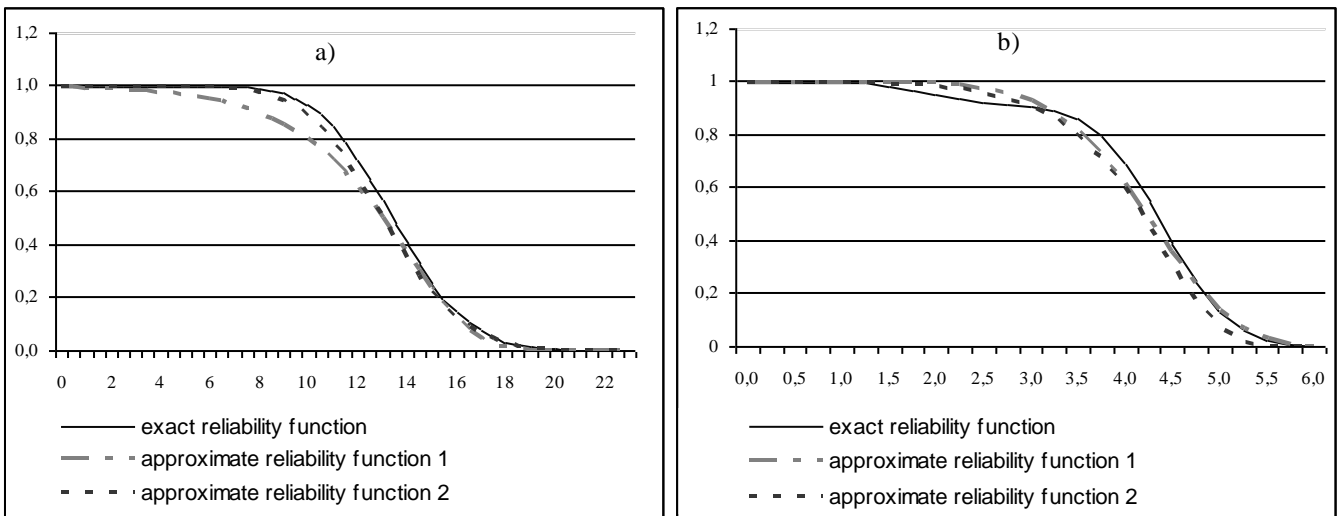 a)
1,2
1,0
0,8
0,6
0,4
0,2
0,0
0 2 4 6 8 10 12 14 16 18 20 22
exact reliability function
approximate reliability function 1
approximate reliability function 2
b)
1,2
1
0,8
0,6
0,4
0,2
0
0,0 0,5 1,0 1,5 2,0 2,5 3,0 3,5 4,0 4,5 5,0 5,5 6,0
exact reliability function
approximate reliability function 1
approximate reliability function 2